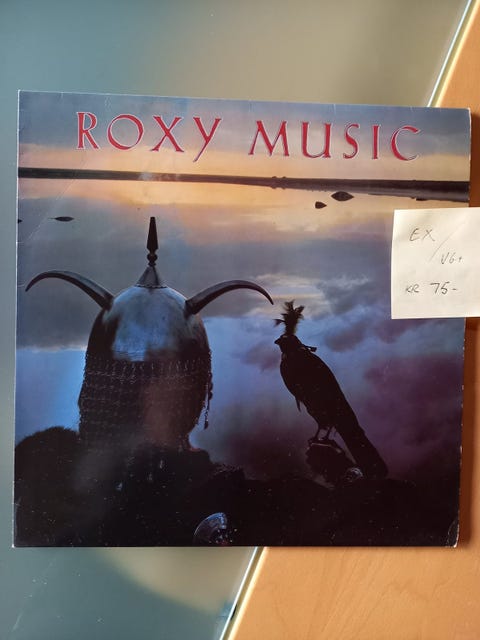 ROXY MUSIC
EX/
VG+
KR 75-